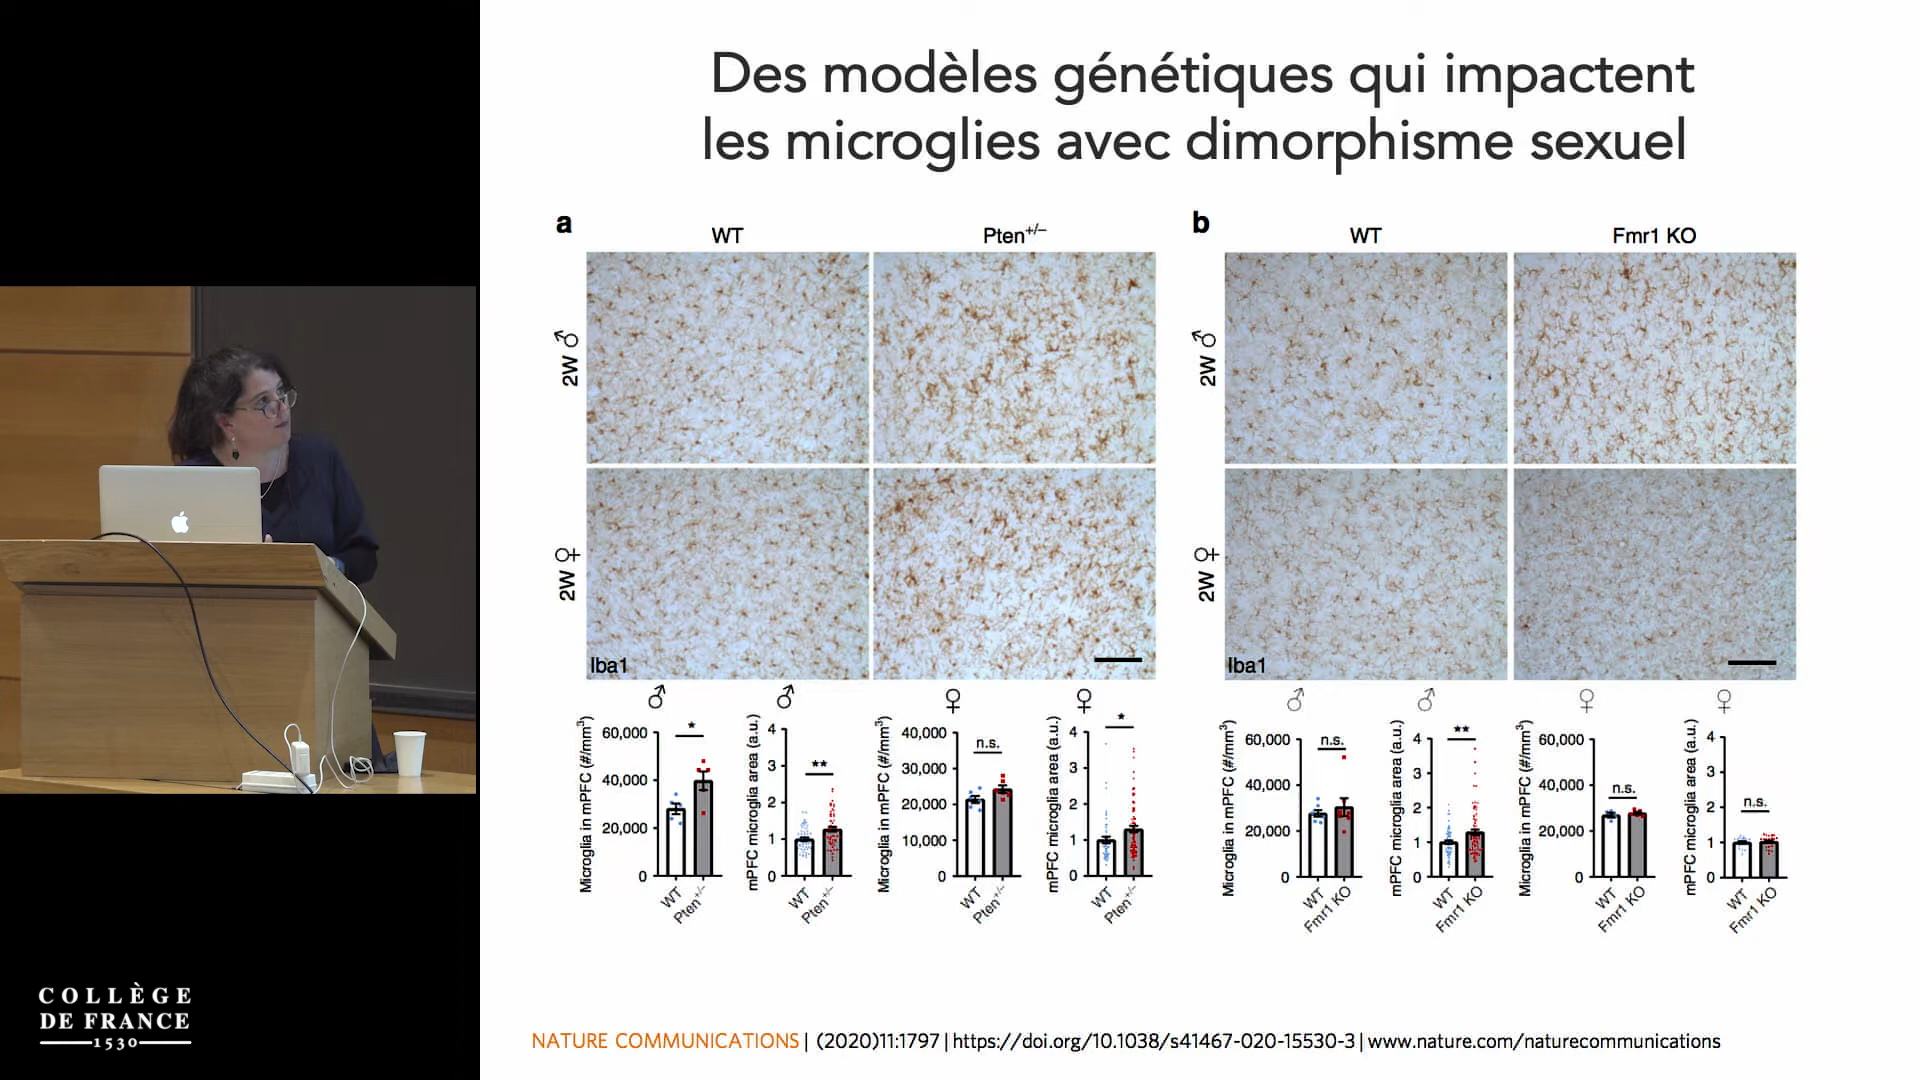 Des modèles génétiques qui impactent
les microglies avec dimorphisme sexuel
a
WT
Pten+/–
2W ♂
2W ♀
Iba1
♂
Microglia in mPFC (#/mm³)
60,000
40,000
20,000
0
*
WT
Pten+/–
♂
mPFC microglia area (a.u.)
4
3
2
1
0
**
WT
Pten+/–
♀
Microglia in mPFC (#/mm³)
40,000
30,000
20,000
10,000
0
n.s.
WT
Pten+/–
♀
mPFC microglia area (a.u.)
4
3
2
1
0
*
WT
Pten+/–
b
WT
Fmr1 KO
2W ♂
2W ♀
Iba1
♂
Microglia in mPFC (#/mm³)
60,000
40,000
20,000
0
n.s.
WT
Fmr1 KO
♂
mPFC microglia area (a.u.)
4
3
2
1
0
**
WT
Fmr1 KO
♀
Microglia in mPFC (#/mm³)
60,000
40,000
20,000
0
n.s.
WT
Fmr1 KO
♀
mPFC microglia area (a.u.)
4
3
2
1
0
n.s.
WT
Fmr1 KO
NATURE COMMUNICATIONS | (2020)11:1797 | https://doi.org/10.1038/s41467-020-15530-3 | www.nature.com/naturecommunications
COLLÈGE
DE FRANCE
1530